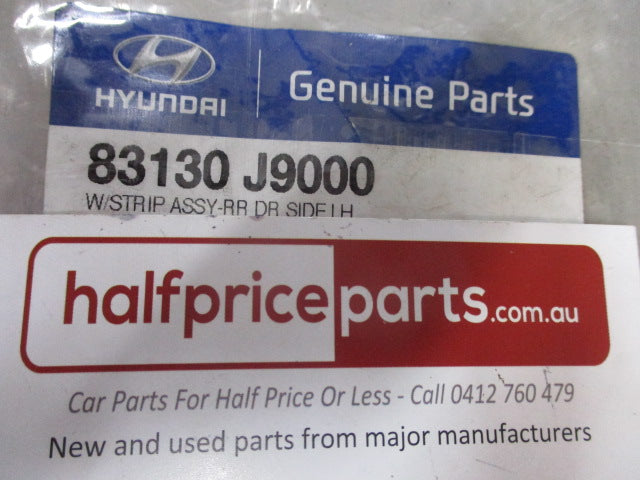 HYUNDAI
Genuine Parts
83130 J9000
W/STRIP ASSY-RR DR SIDE LH
halfpriceparts.com.au
Car Parts For Half Price Or Less - Call 0412 760 479
New and used parts from major manufacturers